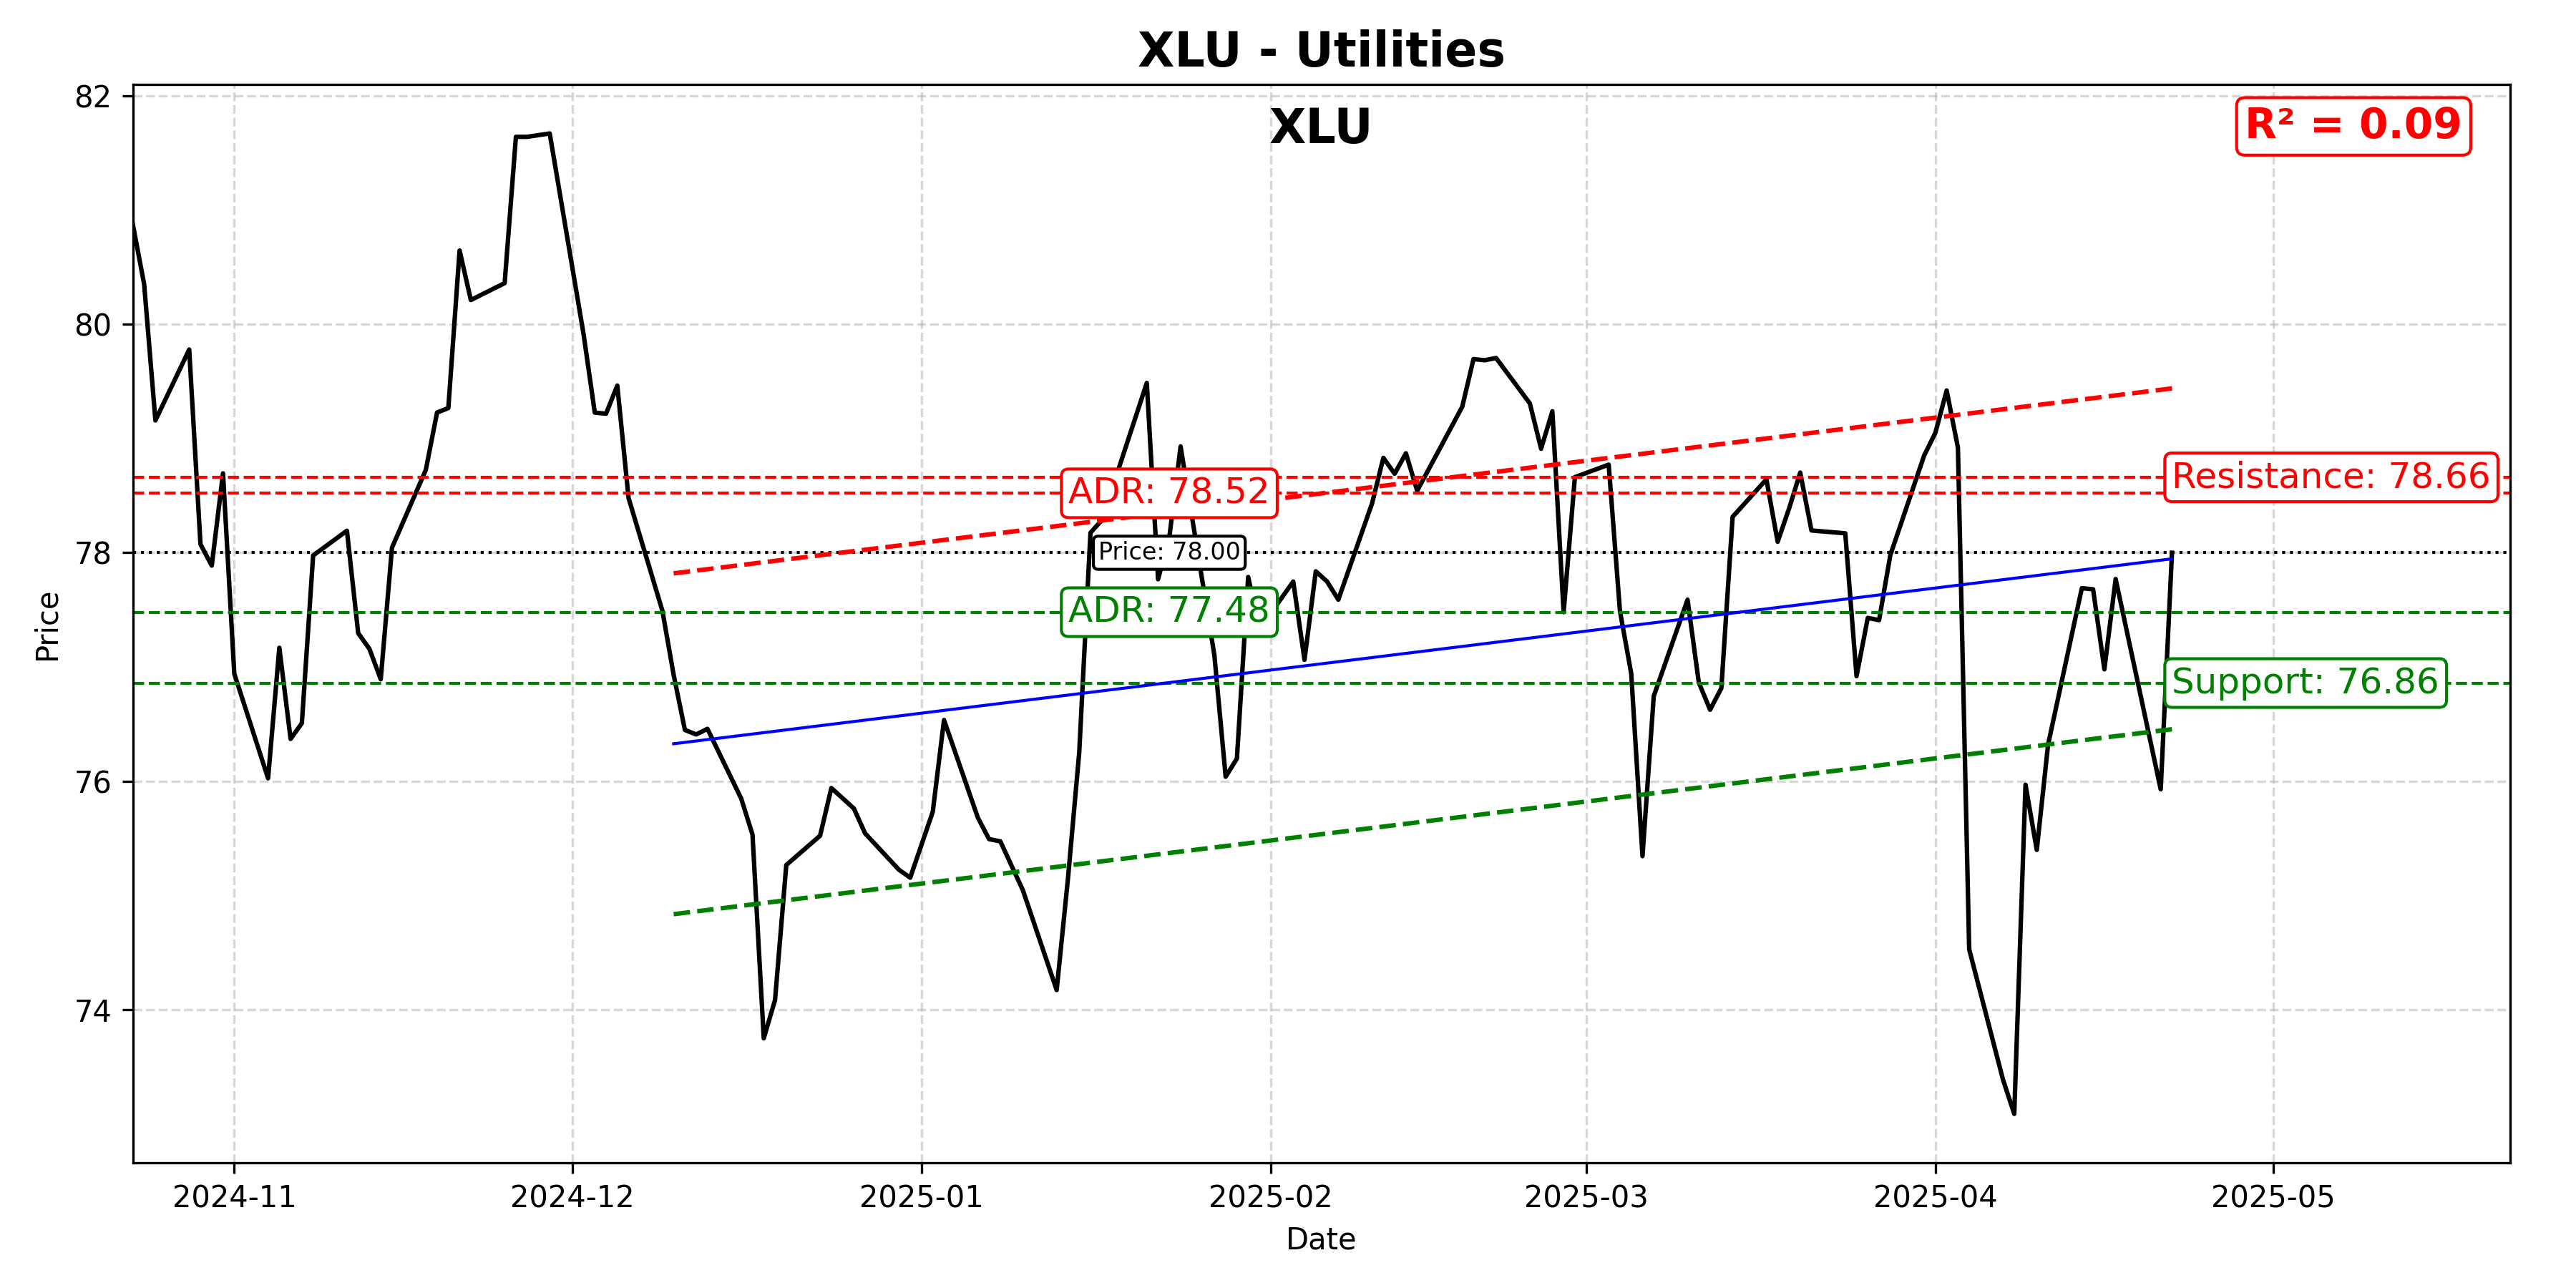 XLU - Utilities
XLU
R² = 0.09
82
80
78
76
74
Price
ADR: 78.52
Resistance: 78.66
Price: 78.00
ADR: 77.48
Support: 76.86
2024-11
2024-12
2025-01
2025-02
2025-03
2025-04
2025-05
Date